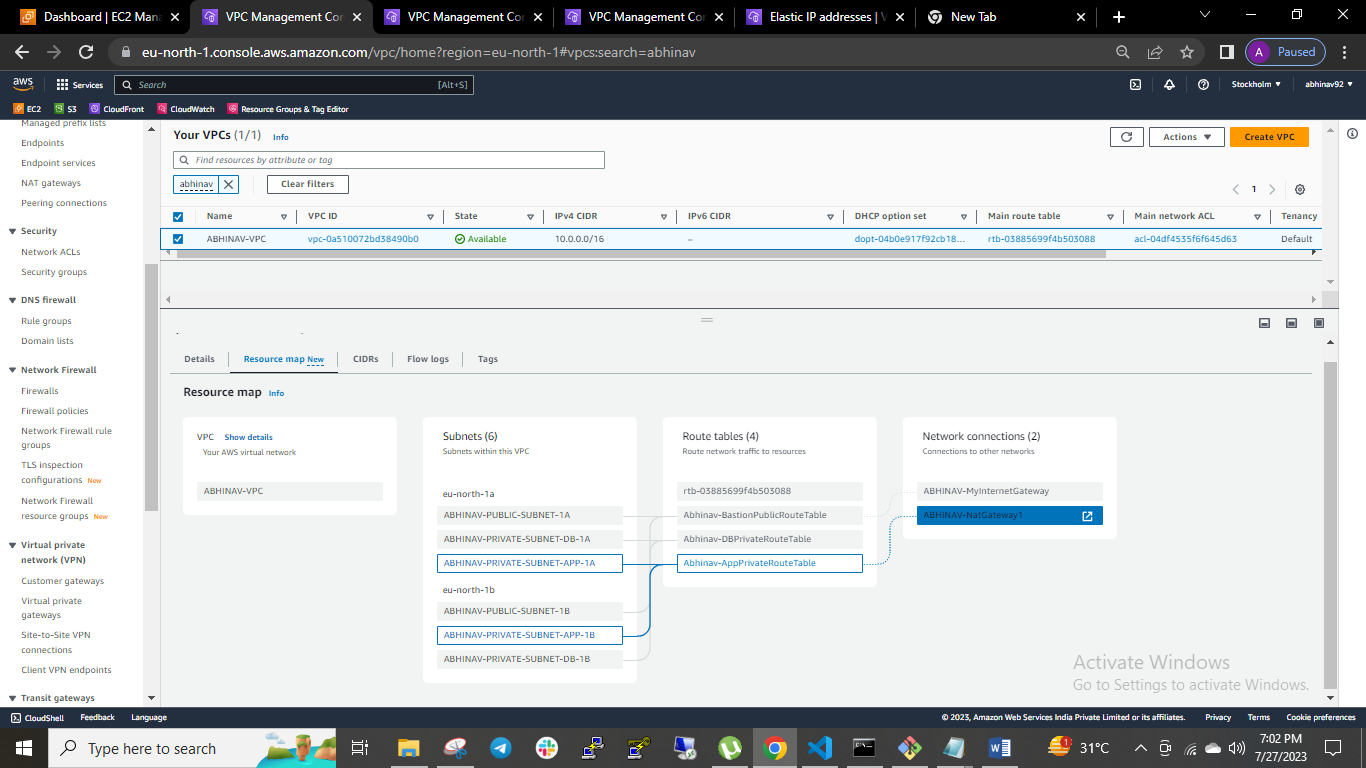 Dashboard | EC2 Mana
VPC Management Con
VPC Management Con
VPC Management Con
Elastic IP addresses | V
New Tab
eu-north-1.console.aws.amazon.com/vpc/home?region=eu-north-1#vpcs:search=abhinav
A Paused
aws
Services
Search [Alt+S]
Stockholm
abhinav92
EC2
S3
CloudFront
CloudWatch
Resource Groups & Tag Editor
Managed prefix lists
Endpoints
Endpoint services
NAT gateways
Peering connections
Security
Network ACLs
Security groups
DNS firewall
Rule groups
Domain lists
Network Firewall
Firewalls
Firewall policies
Network Firewall rule
groups
TLS inspection
configurations New
Network Firewall
resource groups New
Virtual private
network (VPN)
Customer gateways
Virtual private
gateways
Site-to-Site VPN
connections
Client VPN endpoints
Transit gateways
Your VPCs (1/1) Info
Actions
Create VPC
Find resources by attribute or tag
abhinav
Clear filters
1
Name VPC ID State IPv4 CIDR IPv6 CIDR DHCP option set Main route table Main network ACL Tenancy
ABHINAV-VPC vpc-0a510072bd38490b0 Available 10.0.0.0/16 – dopt-04b0e917f92cb18... rtb-03885699f4b503088 acl-04df4535f6f645d63 Default
Details
Resource map New
CIDRs
Flow logs
Tags
Resource map Info
VPC Show details
Your AWS virtual network
ABHINAV-VPC
Subnets (6)
Subnets within this VPC
eu-north-1a
ABHINAV-PUBLIC-SUBNET-1A
ABHINAV-PRIVATE-SUBNET-DB-1A
ABHINAV-PRIVATE-SUBNET-APP-1A
eu-north-1b
ABHINAV-PUBLIC-SUBNET-1B
ABHINAV-PRIVATE-SUBNET-APP-1B
ABHINAV-PRIVATE-SUBNET-DB-1B
Route tables (4)
Route network traffic to resources
rtb-03885699f4b503088
Abhinav-BastionPublicRouteTable
Abhinav-DBPrivateRouteTable
Abhinav-AppPrivateRouteTable
Network connections (2)
Connections to other networks
ABHINAV-MyInternetGateway
ABHINAV-NatGateway1
Activate Windows
Go to Settings to activate Windows.
CloudShell
Feedback
Language
© 2023, Amazon Web Services India Private Limited or its affiliates.
Privacy
Terms
Cookie preferences
Type here to search
1
31°C
7:02 PM
7/27/2023